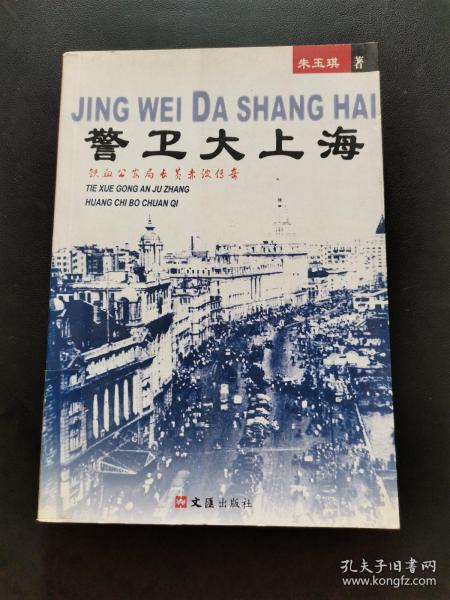 朱玉琪 著
JING WEI DA SHANG HAI
警卫大上海
铁血公安局长黄赤波传奇
TIE XUE GONG AN JU ZHANG
HUANG CHI BO CHUAN QI
文匯出版社
孔夫子旧书网
www.kongfz.com